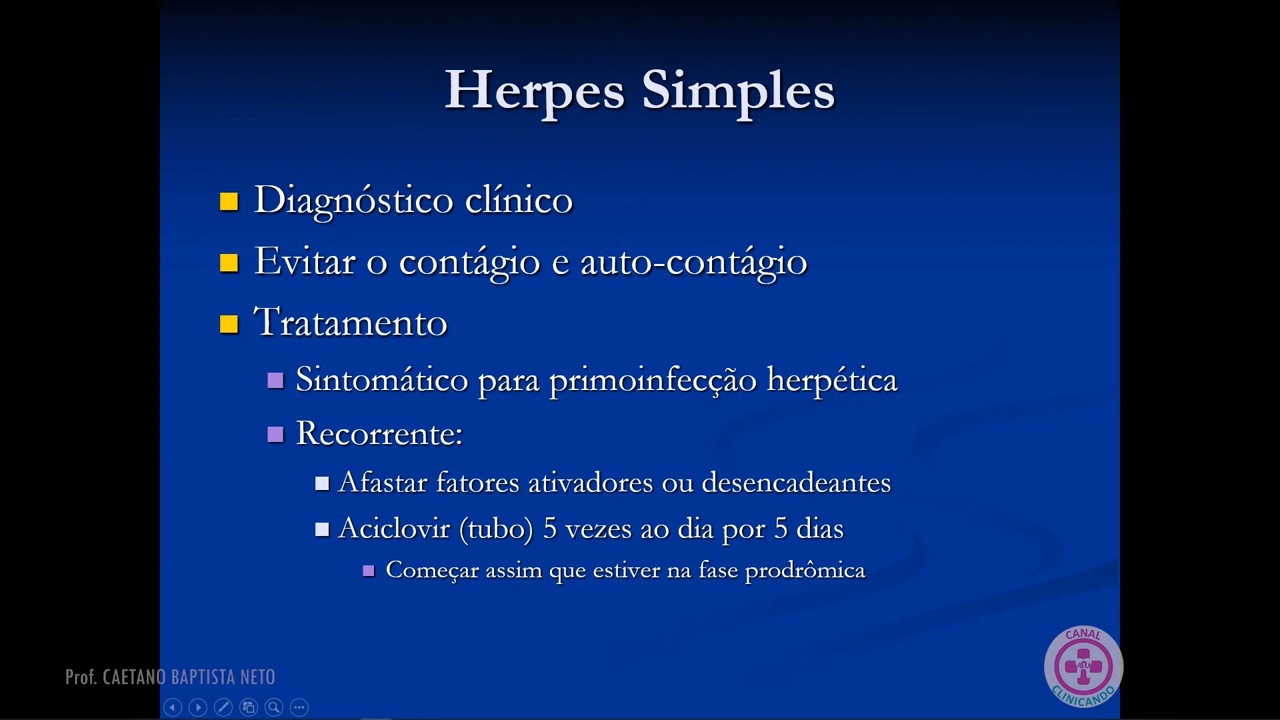 Herpes Simples
Diagnóstico clínico
Evitar o contágio e auto-contágio
Tratamento
Sintomático para primoinfecção herpética
Recorrente:
Afastar fatores ativadores ou desencadeantes
Aciclovir (tubo) 5 vezes ao dia por 5 dias
Começar assim que estiver na fase prodrômica
Prof. CAETANO BAPTISTA NETO
CANAL
CLINICANDO